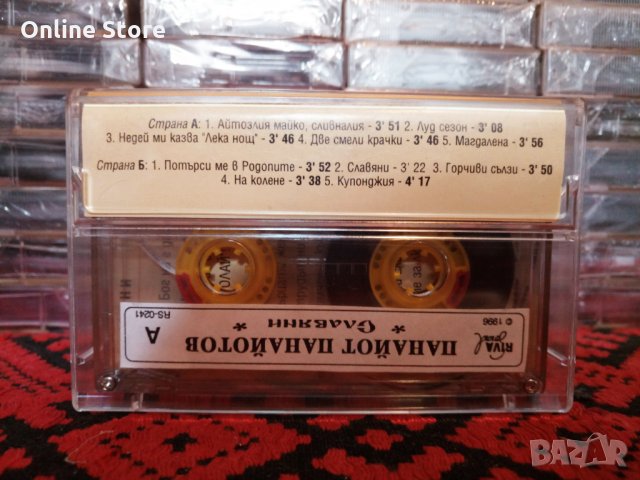 Online Store
Страна А: 1. Айтозлия майко, сливналия - 3' 51 2. Луд сезон - 3' 08
3. Недей ми казва "Лека нощ" - 3' 46 4. Две смели крачки - 3' 46 5. Магдалена - 3' 56
Страна Б: 1. Потърси ме в Родопите - 3' 52 2. Славяни - 3' 22 3. Горчиви сълзи - 3' 50
4. На колене - 3' 38 5. Купонджия - 4' 17
A
RS-0241
ПАНАЙОТ ПАНАЙОТОВ
* Славяни *
RIVA
Sound
© 1996
BAZAR